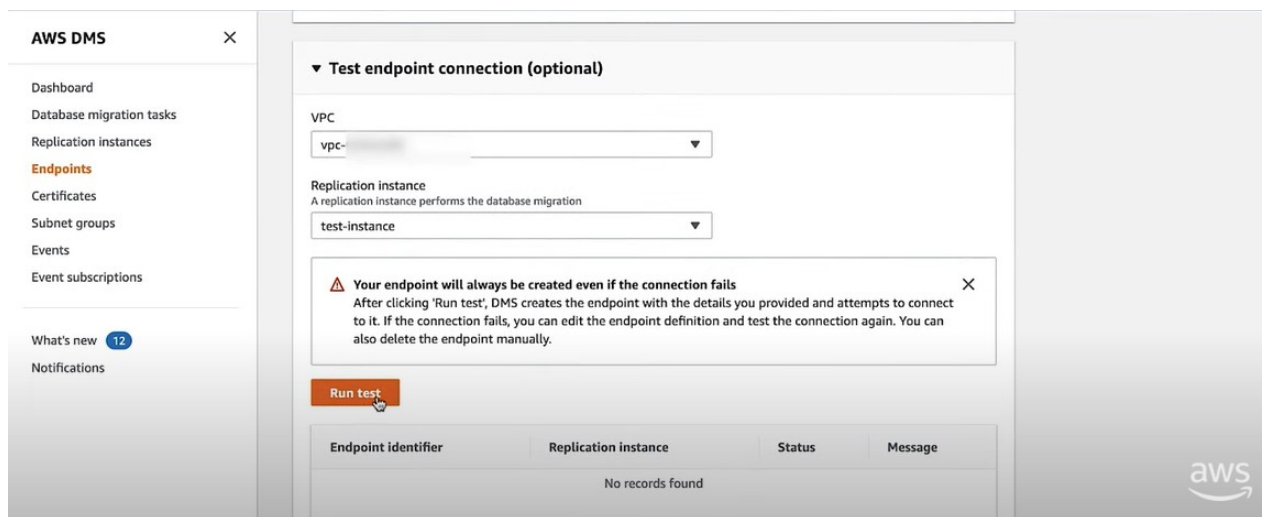 AWS DMS
Dashboard
Database migration tasks
Replication instances
Endpoints
Certificates
Subnet groups
Events
Event subscriptions
What's new 12
Notifications
Test endpoint connection (optional)
VPC
vpc-
Replication instance
A replication instance performs the database migration
test-instance
Your endpoint will always be created even if the connection fails
After clicking 'Run test', DMS creates the endpoint with the details you provided and attempts to connect
to it. If the connection fails, you can edit the endpoint definition and test the connection again. You can
also delete the endpoint manually.
Run test
Endpoint identifier Replication instance Status Message
No records found
aws